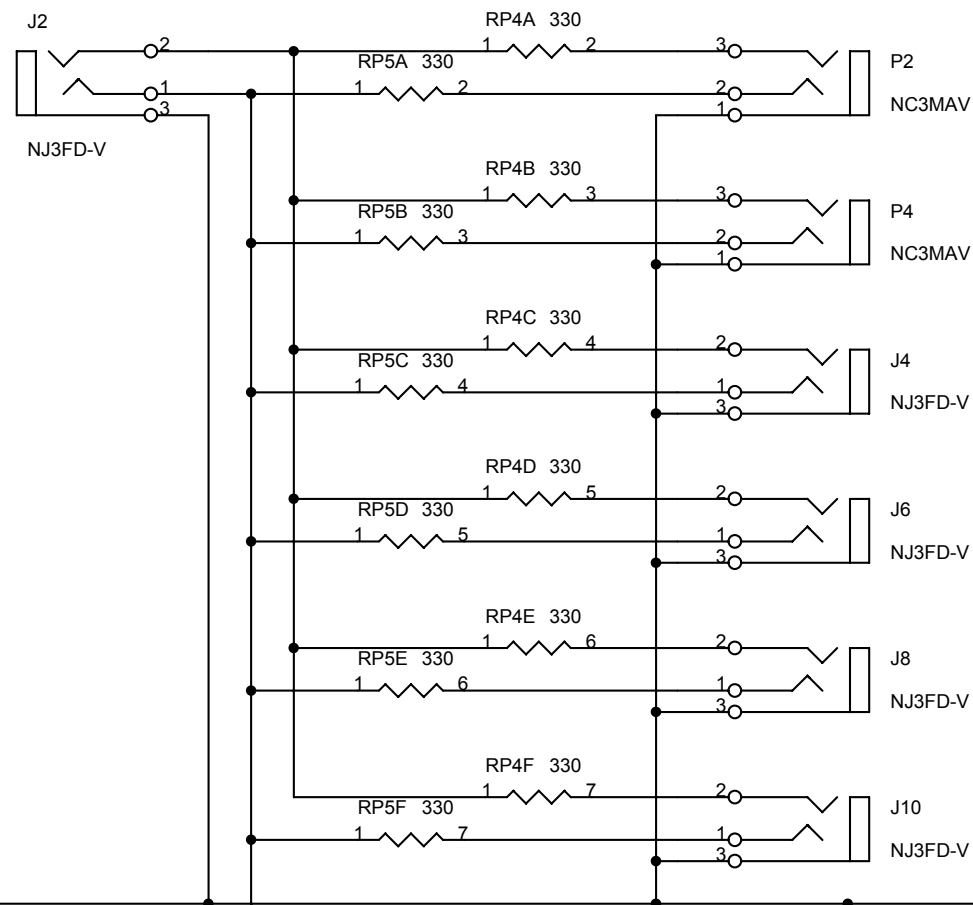 J2
RP4A 330
2 1 2 3
RP5A 330
P2
1 1 2 2
3 1
NC3MAV
NJ3FD-V
RP4B 330
1 3 3
RP5B 330
P4
1 3 2
NC3MAV
1
RP4C 330
1 4 2
RP5C 330
J4
1 4 1
NJ3FD-V
3
RP4D 330
1 5 2
RP5D 330
J6
1 5 1
NJ3FD-V
3
RP4E 330
1 6 2
RP5E 330
J8
1 6 1
NJ3FD-V
3
RP4F 330
1 7 2
RP5F 330
J10
1 7 1
NJ3FD-V
3